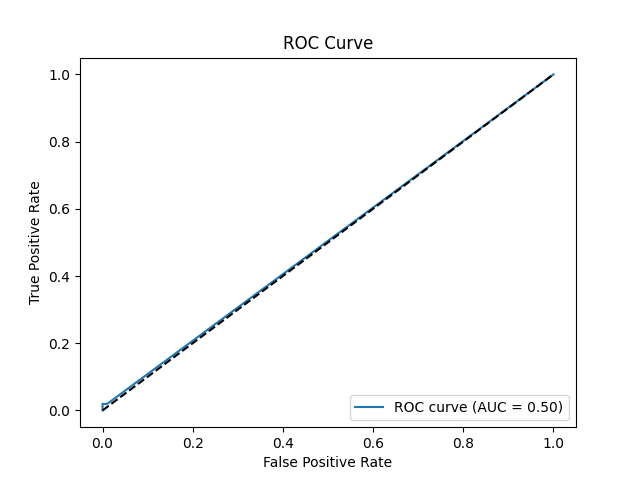 ROC Curve
True Positive Rate
1.0
0.8
0.6
0.4
0.2
0.0
0.0 0.2 0.4 0.6 0.8 1.0
False Positive Rate
ROC curve (AUC = 0.50)